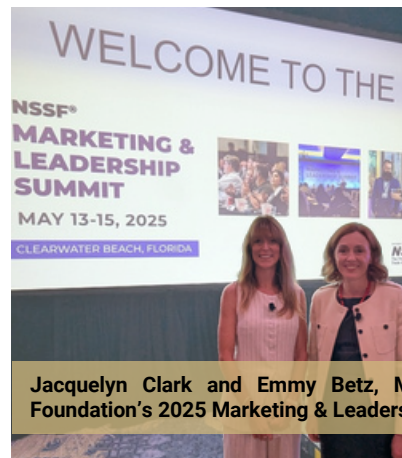 WELCOME TO THE
NSSF®
MARKETING &
LEADERSHIP
SUMMIT
MAY 13-15, 2025
CLEARWATER BEACH, FLORIDA
Jacquelyn Clark and Emmy Betz, M
Foundation's 2025 Marketing & Leaders